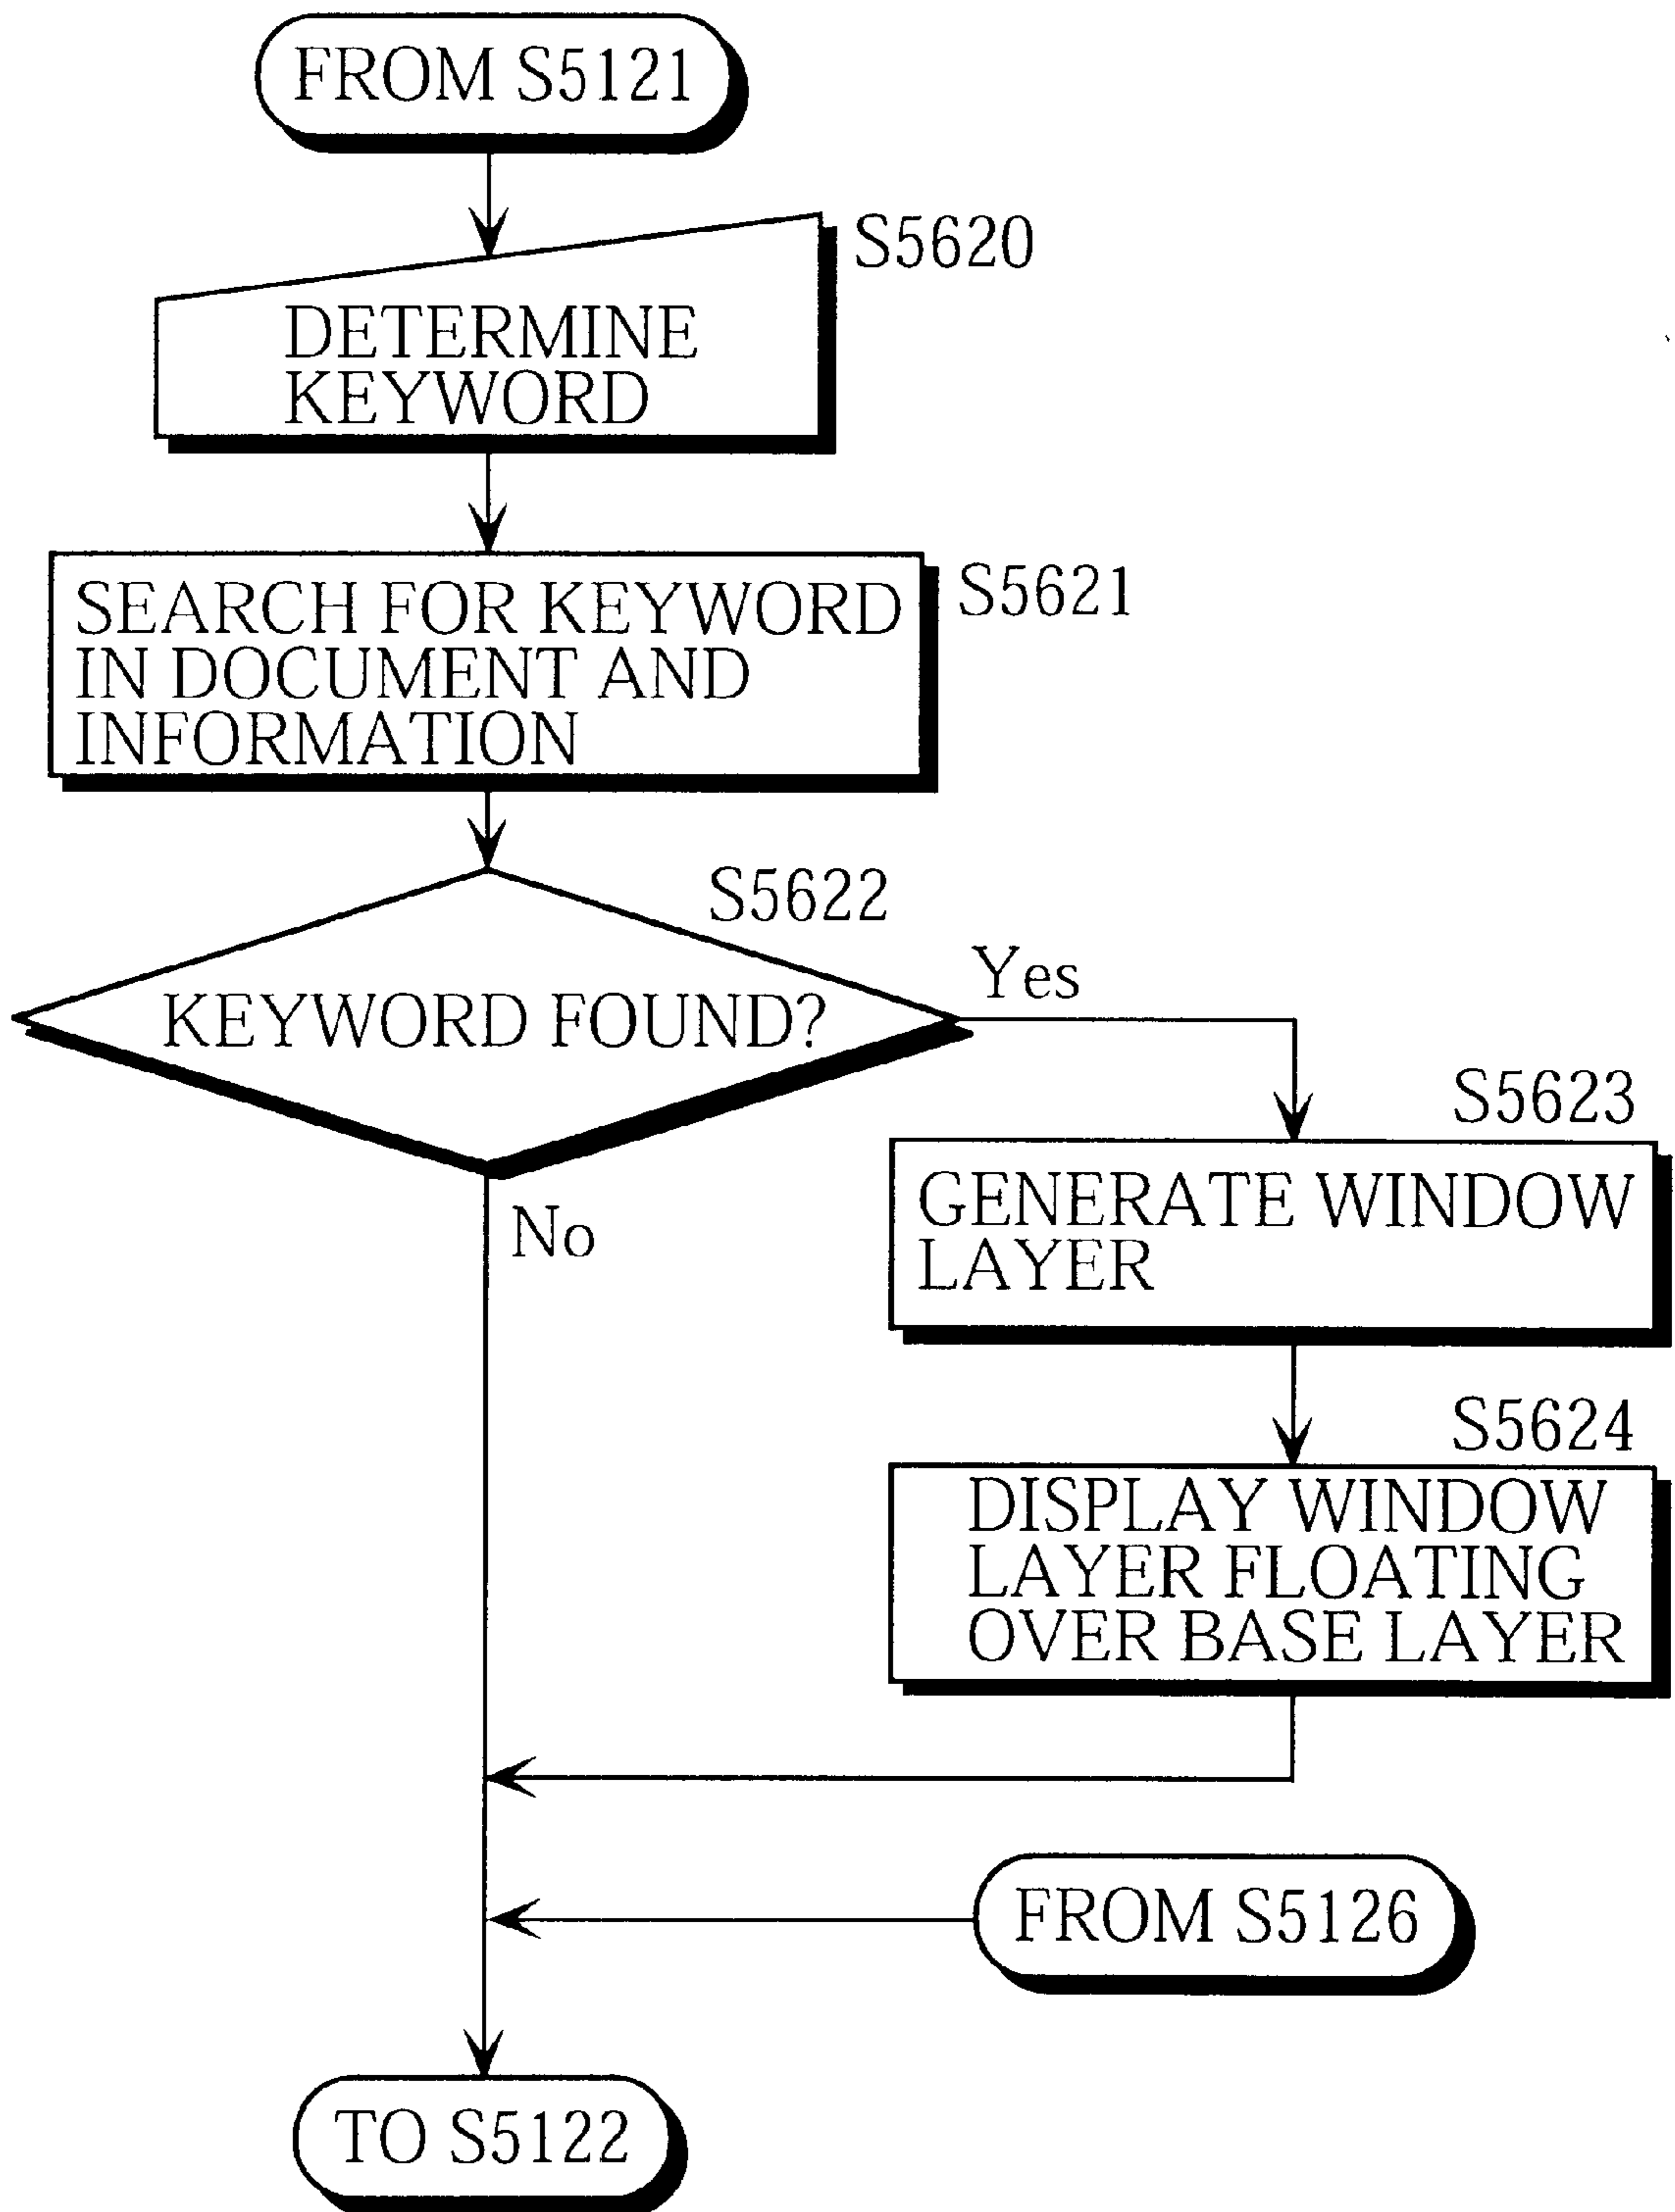 FROM S5121
S5620
DETERMINE
KEYWORD
S5621
SEARCH FOR KEYWORD
IN DOCUMENT AND
INFORMATION
S5622
KEYWORD FOUND?
Yes
No
S5623
GENERATE WINDOW
LAYER
S5624
DISPLAY WINDOW
LAYER FLOATING
OVER BASE LAYER
FROM S5126
TO S5122